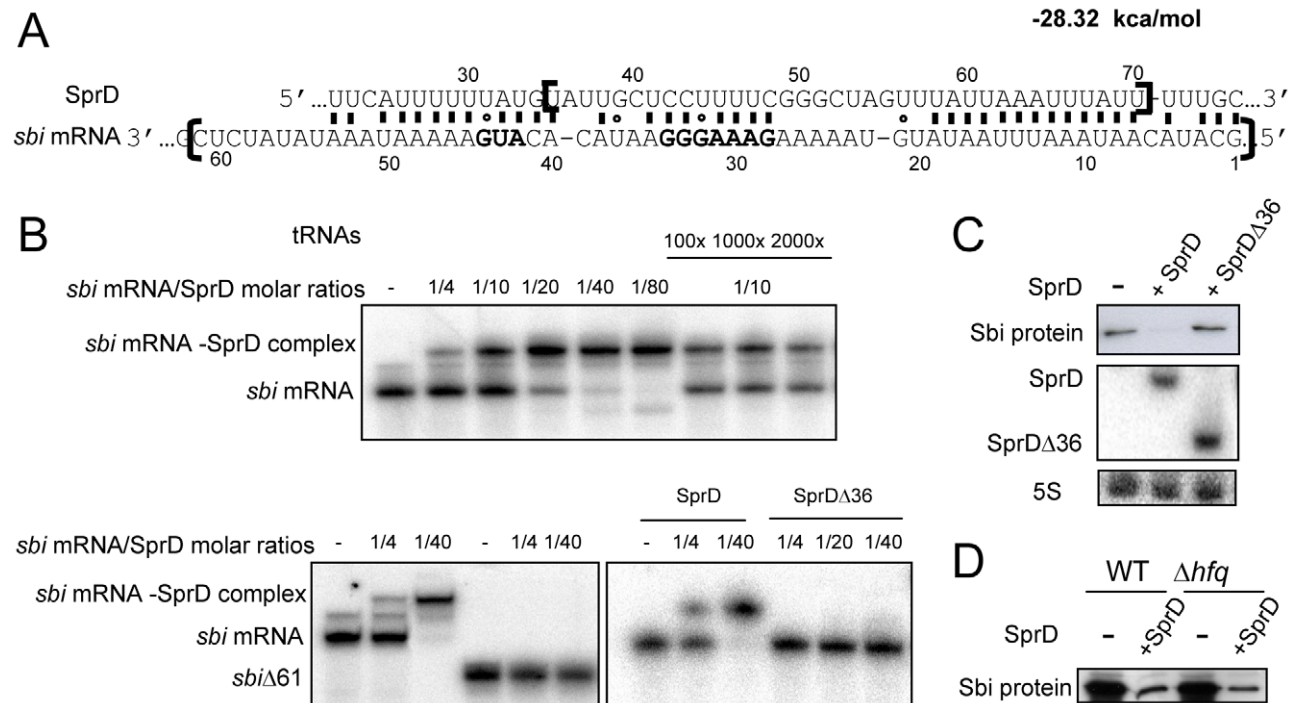 A
-28.32 kca/mol
30 40 50 60 70
SprD 5′ ...UUCAUUUUUUAUG[UAUUGCUCCUUUUCGGGCUAGUUUAUUAAAUUUAUU]-UUUGC...3′
sbi mRNA 3′ ...G[CUCUAUAUAAAUAAAAAGUACA-CAUAAGGGAAAGAAAAAU-GUAUAAUUUAAAUAACAUACG]..5′
60 50 40 30 20 10 1
B
tRNAs
100x 1000x 2000x
sbi mRNA/SprD molar ratios - 1/4 1/10 1/20 1/40 1/80 1/10
sbi mRNA -SprD complex
sbi mRNA
SprD SprDΔ36
sbi mRNA/SprD molar ratios - 1/4 1/40 - 1/4 1/40 - 1/4 1/40 1/4 1/20 1/40
sbi mRNA -SprD complex
sbi mRNA
sbiΔ61
C
SprD - + SprD + SprDΔ36
Sbi protein
SprD
SprDΔ36
5S
D
WT Δhfq
SprD - +SprD - +SprD
Sbi protein